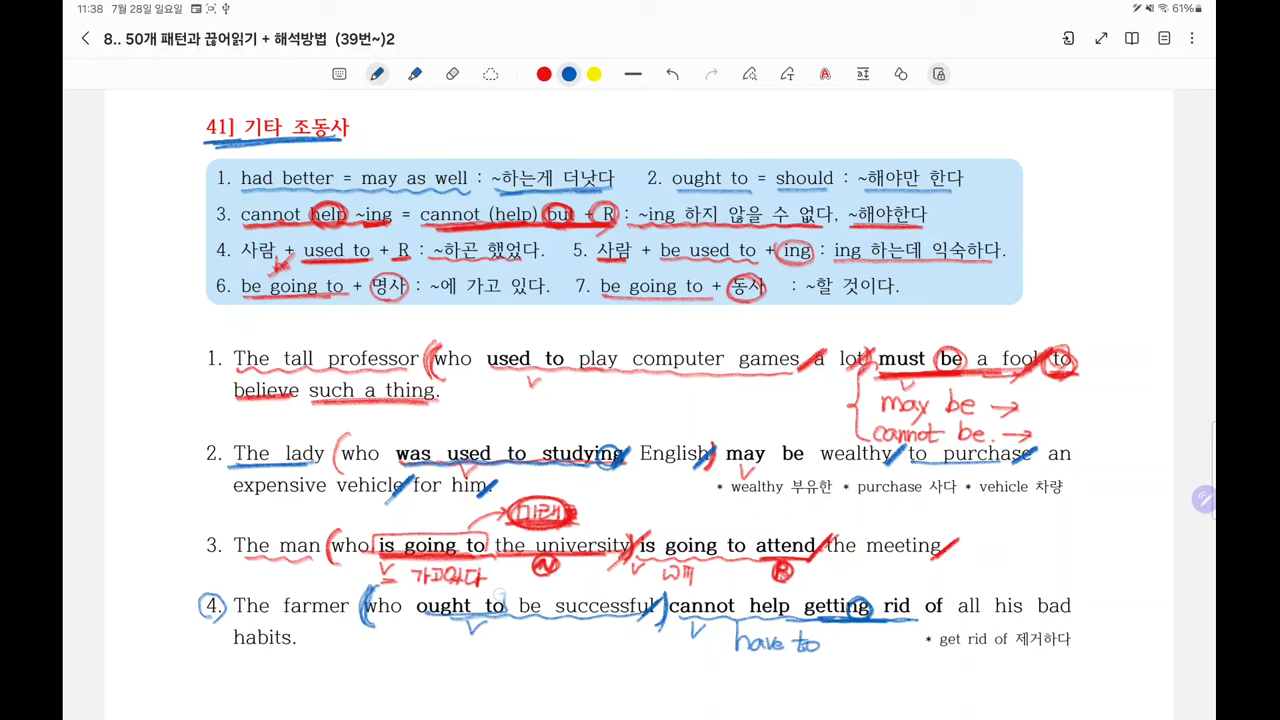 11:38 7월 28일 일요일 61%
8.. 50개 패턴과 끊어읽기 + 해석방법 (39번~)2
41] 기타 조동사
1. had better = may as well : ~하는게 더낫다 2. ought to = should : ~해야만 한다
3. cannot help ~ing = cannot (help) but + R : ~ing 하지 않을 수 없다, ~해야한다
4. 사람 + used to + R : ~하곤 했었다. 5. 사람 + be used to + ing : ing 하는데 익숙하다.
6. be going to + 명사 : ~에 가고 있다. 7. be going to + 동사 : ~할 것이다.
1. The tall professor (who used to play computer games a lot) must be a fool to
believe such a thing.
may be →
cannot be. →
2. The lady (who was used to studying English) may be wealthy to purchase an
expensive vehicle for him.
* wealthy 부유한 * purchase 사다 * vehicle 차량
미래
3. The man (who is going to the university) is going to attend the meeting.
V 가고있다 N V R
4. The farmer (who ought to be successful) cannot help getting rid of all his bad
habits.
V V have to
* get rid of 제거하다